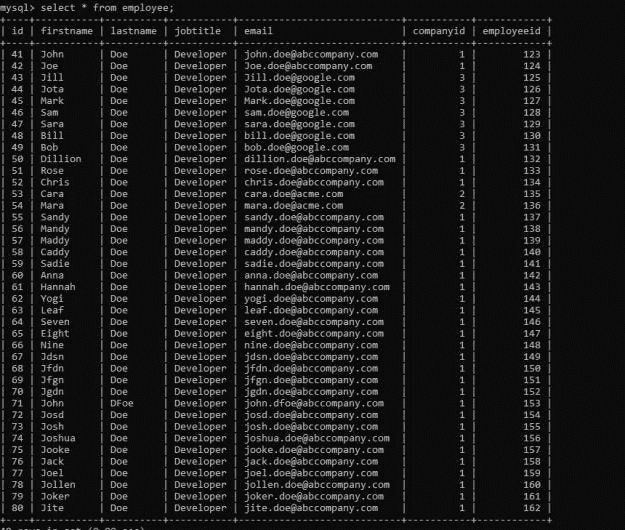 mysql> select * from employee;
| id | firstname | lastname | jobtitle | email | companyid | employeeid |
| 41 | John | Doe | Developer | john.doe@abccompany.com | 1 | 123 |
| 42 | Joe | Doe | Developer | Joe.doe@abccompany.com | 1 | 124 |
| 43 | Jill | Doe | Developer | Jill.doe@google.com | 3 | 125 |
| 44 | Jota | Doe | Developer | Jota.doe@google.com | 3 | 126 |
| 45 | Mark | Doe | Developer | Mark.doe@google.com | 3 | 127 |
| 46 | Sam | Doe | Developer | sam.doe@google.com | 3 | 128 |
| 47 | Sara | Doe | Developer | sara.doe@google.com | 3 | 129 |
| 48 | Bill | Doe | Developer | bill.doe@google.com | 3 | 130 |
| 49 | Bob | Doe | Developer | bob.doe@google.com | 3 | 131 |
| 50 | Dillion | Doe | Developer | dillion.doe@abccompany.com | 1 | 132 |
| 51 | Rose | Doe | Developer | rose.doe@abccompany.com | 1 | 133 |
| 52 | Chris | Doe | Developer | chris.doe@abccompany.com | 1 | 134 |
| 53 | Cara | Doe | Developer | cara.doe@acme.com | 2 | 135 |
| 54 | Mara | Doe | Developer | mara.doe@acme.com | 2 | 136 |
| 55 | Sandy | Doe | Developer | sandy.doe@abccompany.com | 1 | 137 |
| 56 | Mandy | Doe | Developer | mandy.doe@abccompany.com | 1 | 138 |
| 57 | Maddy | Doe | Developer | maddy.doe@abccompany.com | 1 | 139 |
| 58 | Caddy | Doe | Developer | caddy.doe@abccompany.com | 1 | 140 |
| 59 | Sadie | Doe | Developer | sadie.doe@abccompany.com | 1 | 141 |
| 60 | Anna | Doe | Developer | anna.doe@abccompany.com | 1 | 142 |
| 61 | Hannah | Doe | Developer | hannah.doe@abccompany.com | 1 | 143 |
| 62 | Yogi | Doe | Developer | yogi.doe@abccompany.com | 1 | 144 |
| 63 | Leaf | Doe | Developer | leaf.doe@abccompany.com | 1 | 145 |
| 64 | Seven | Doe | Developer | seven.doe@abccompany.com | 1 | 146 |
| 65 | Eight | Doe | Developer | eight.doe@abccompany.com | 1 | 147 |
| 66 | Nine | Doe | Developer | nine.doe@abccompany.com | 1 | 148 |
| 67 | Jdsn | Doe | Developer | jdsn.doe@abccompany.com | 1 | 149 |
| 68 | Jfdn | Doe | Developer | jfdn.doe@abccompany.com | 1 | 150 |
| 69 | Jfgn | Doe | Developer | jfgn.doe@abccompany.com | 1 | 151 |
| 70 | Jgdn | Doe | Developer | jgdn.doe@abccompany.com | 1 | 152 |
| 71 | John | DFoe | Developer | john.dfoe@abccompany.com | 1 | 153 |
| 72 | Josd | Doe | Developer | josd.doe@abccompany.com | 1 | 154 |
| 73 | Josh | Doe | Developer | josh.doe@abccompany.com | 1 | 155 |
| 74 | Joshua | Doe | Developer | joshua.doe@abccompany.com | 1 | 156 |
| 75 | Jooke | Doe | Developer | jooke.doe@abccompany.com | 1 | 157 |
| 76 | Jack | Doe | Developer | jack.doe@abccompany.com | 1 | 158 |
| 77 | Joel | Doe | Developer | joel.doe@abccompany.com | 1 | 159 |
| 78 | Jollen | Doe | Developer | jollen.doe@abccompany.com | 1 | 160 |
| 79 | Joker | Doe | Developer | joker.doe@abccompany.com | 1 | 161 |
| 80 | Jite | Doe | Developer | jite.doe@abccompany.com | 1 | 162 |